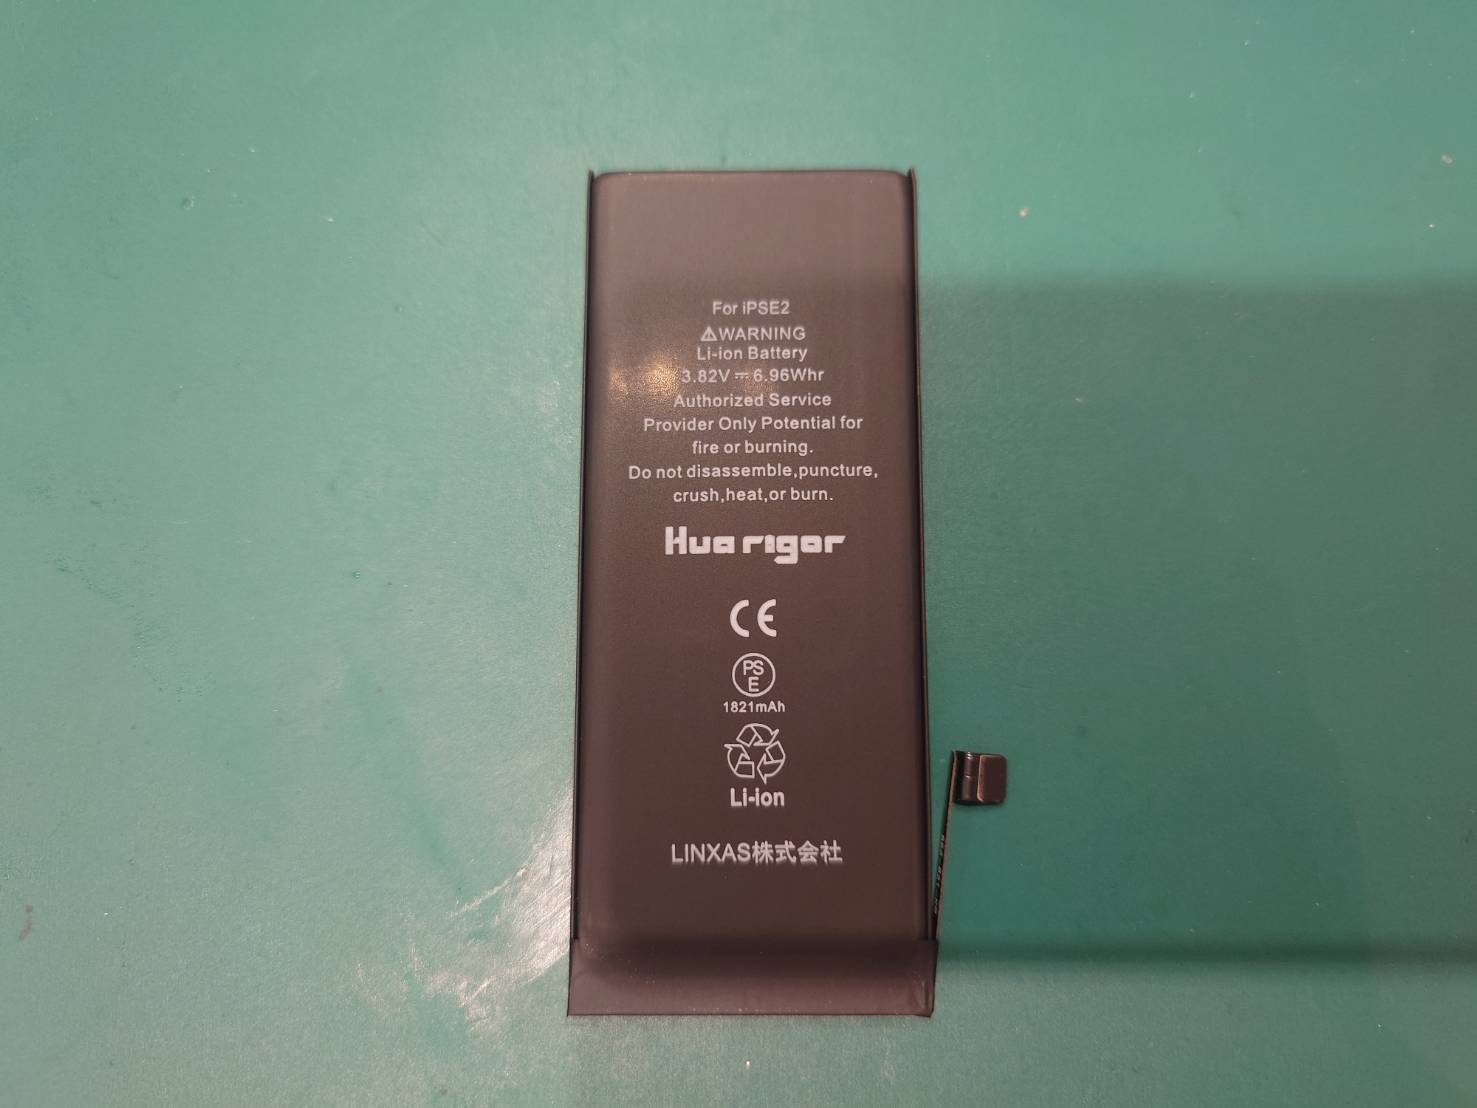 For iPSE2
⚠WARNING
Li-ion Battery
3.82V ⎓ 6.96Whr
Authorized Service
Provider Only Potential for
fire or burning.
Do not disassemble,puncture,
crush,heat,or burn.
Huarigor
CE
PS
E
1821mAh
Li-ion
LINXAS株式会社